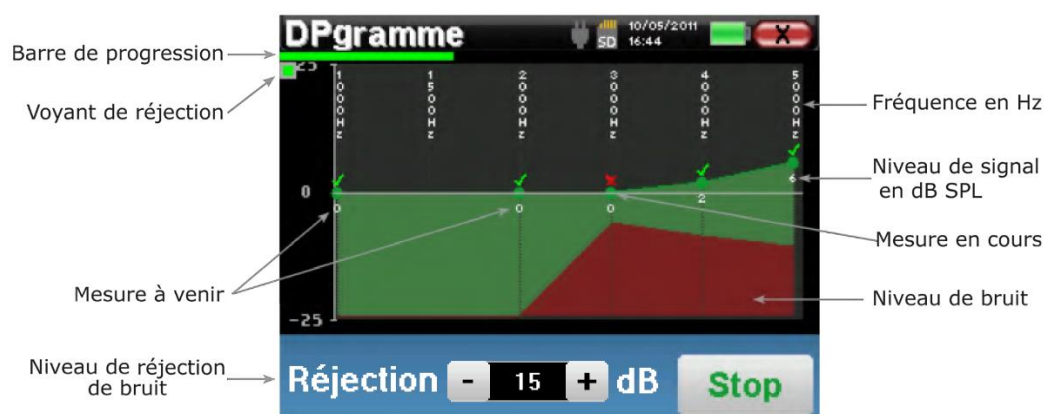 DPgramme
SD
10/05/2011
16:44
X
Barre de progression
25
Voyant de réjection
1000Hz
1500Hz
2000Hz
3000Hz
4000Hz
5000Hz
Fréquence en Hz
Niveau de signal
en dB SPL
0
0
0
0
2
6
Mesure en cours
Mesure à venir
Niveau de bruit
-25
Niveau de réjection
de bruit
Réjection - 15 + dB
Stop